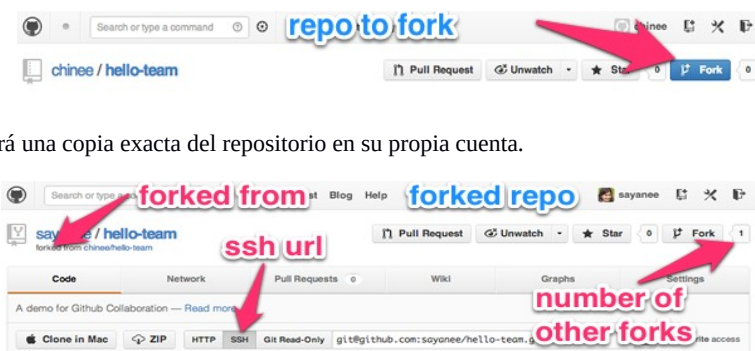 Search or type a command repo to fork chinee
chinee / hello-team Pull Request Unwatch Star 0 Fork 0
rá una copia exacta del repositorio en su propia cuenta.
Search or type forked from Blog Help forked repo sayanee
/ hello-team Pull Request Unwatch Star 0 Fork 1
forked from chinee/hello-team
ssh url
Code Network Pull Requests 0 Wiki Graphs Settings
A demo for Github Collaboration — Read more
number of
Clone in Mac ZIP HTTP SSH Git Read-Only git@github.com:sayanee/hello-team.g access
other forks